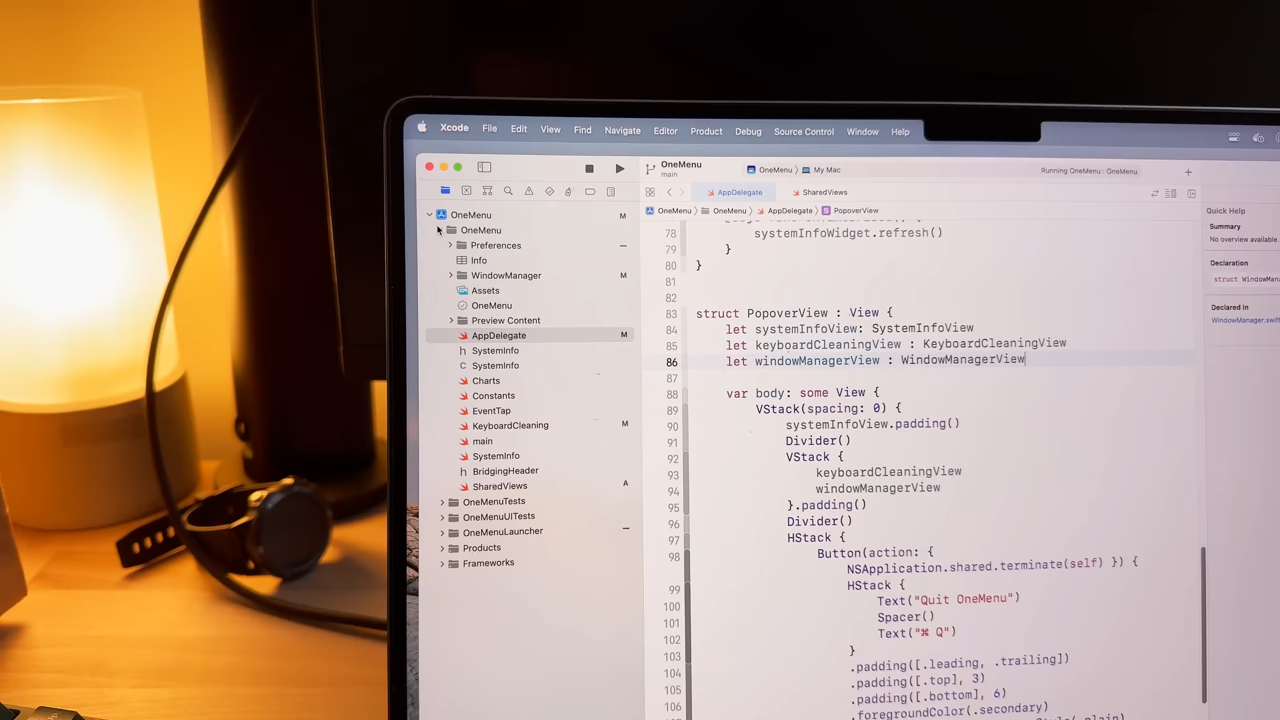 Xcode File Edit View Find Navigate Editor Product Debug Source Control Window Help
OneMenu
main
OneMenu 〉 My Mac
Running OneMenu : OneMenu
AppDelegate
SharedViews
OneMenu 〉 OneMenu 〉 AppDelegate 〉 S PopoverView
OneMenu M
OneMenu
Preferences –
Info
WindowManager M
Assets
OneMenu
Preview Content
AppDelegate M
h SystemInfo
SystemInfo
Charts
Constants
EventTap
KeyboardCleaning M
main
SystemInfo
h BridgingHeader
SharedViews A
OneMenuTests
OneMenuUITests
OneMenuLauncher –
Products
Frameworks
78 systemInfoWidget.refresh()
79 }
80 }
81
82
83 struct PopoverView : View {
84 let systemInfoView: SystemInfoView
85 let keyboardCleaningView : KeyboardCleaningView
86 let windowManagerView : WindowManagerView
87
88 var body: some View {
89 VStack(spacing: 0) {
90 systemInfoView.padding()
91 Divider()
92 VStack {
93 keyboardCleaningView
94 windowManagerView
95 }.padding()
96 Divider()
97 HStack {
98 Button(action: {
NSApplication.shared.terminate(self) }) {
99 HStack {
100 Text("Quit OneMenu")
101 Spacer()
102 Text("⌘ Q")
103 }
104 .padding([.leading, .trailing])
105 .padding([.top], 3)
106 .padding([.bottom], 6)
.foregroundColor(.secondary)
Quick Help
Summary
No overview available.
Declaration
struct
Declared In
WindowManager.swif